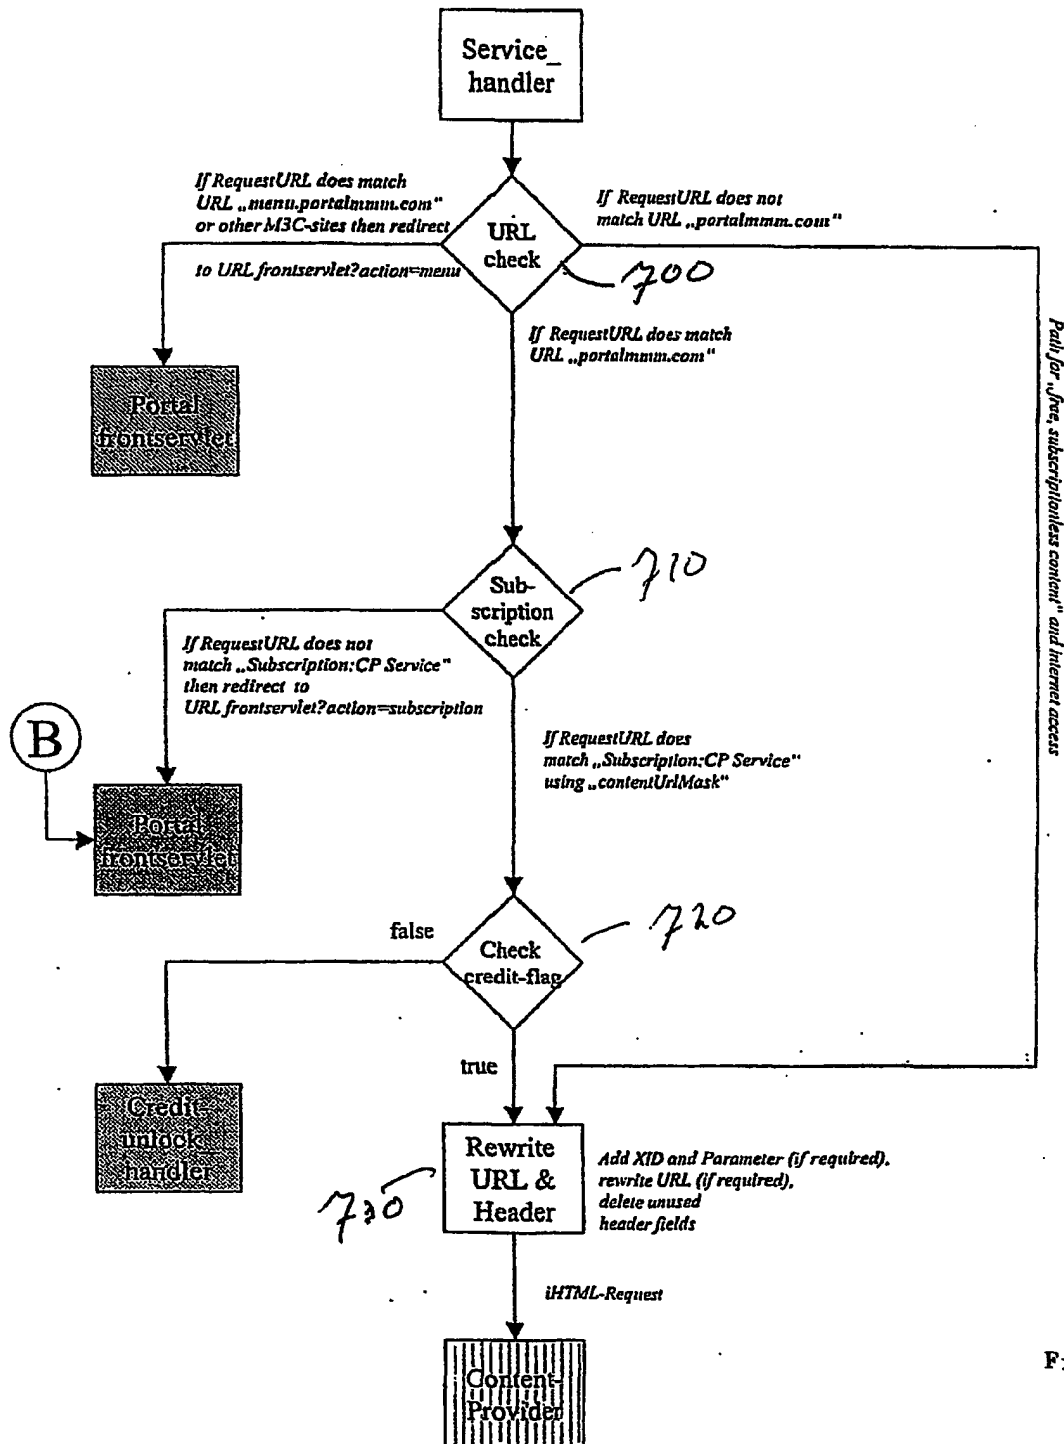 Service_
handler
If RequestURL does match
URL „menu.portalmmm.com"
or other M3C-sites then redirect
to URL frontservlet?action=menu
If RequestURL does not
match URL „portalmmm.com"
URL
check
700
If RequestURL does match
URL „portalmmm.com"
Path for „free, subscriptionless content" and internet access
Portal
frontservlet
Sub-
scription
check
710
If RequestURL does not
match „Subscription:CP Service"
then redirect to
URL frontservlet?action=subscription
B
If RequestURL does
match „Subscription:CP Service"
using „contentUrlMask"
Portal
frontservlet
false
Check
credit-flag
720
true
Credit-
unlock_
handler
Rewrite
URL &
Header
730
Add XID and Parameter (if required),
rewrite URL (if required),
delete unused
header fields
iHTML-Request
Content-
Provider